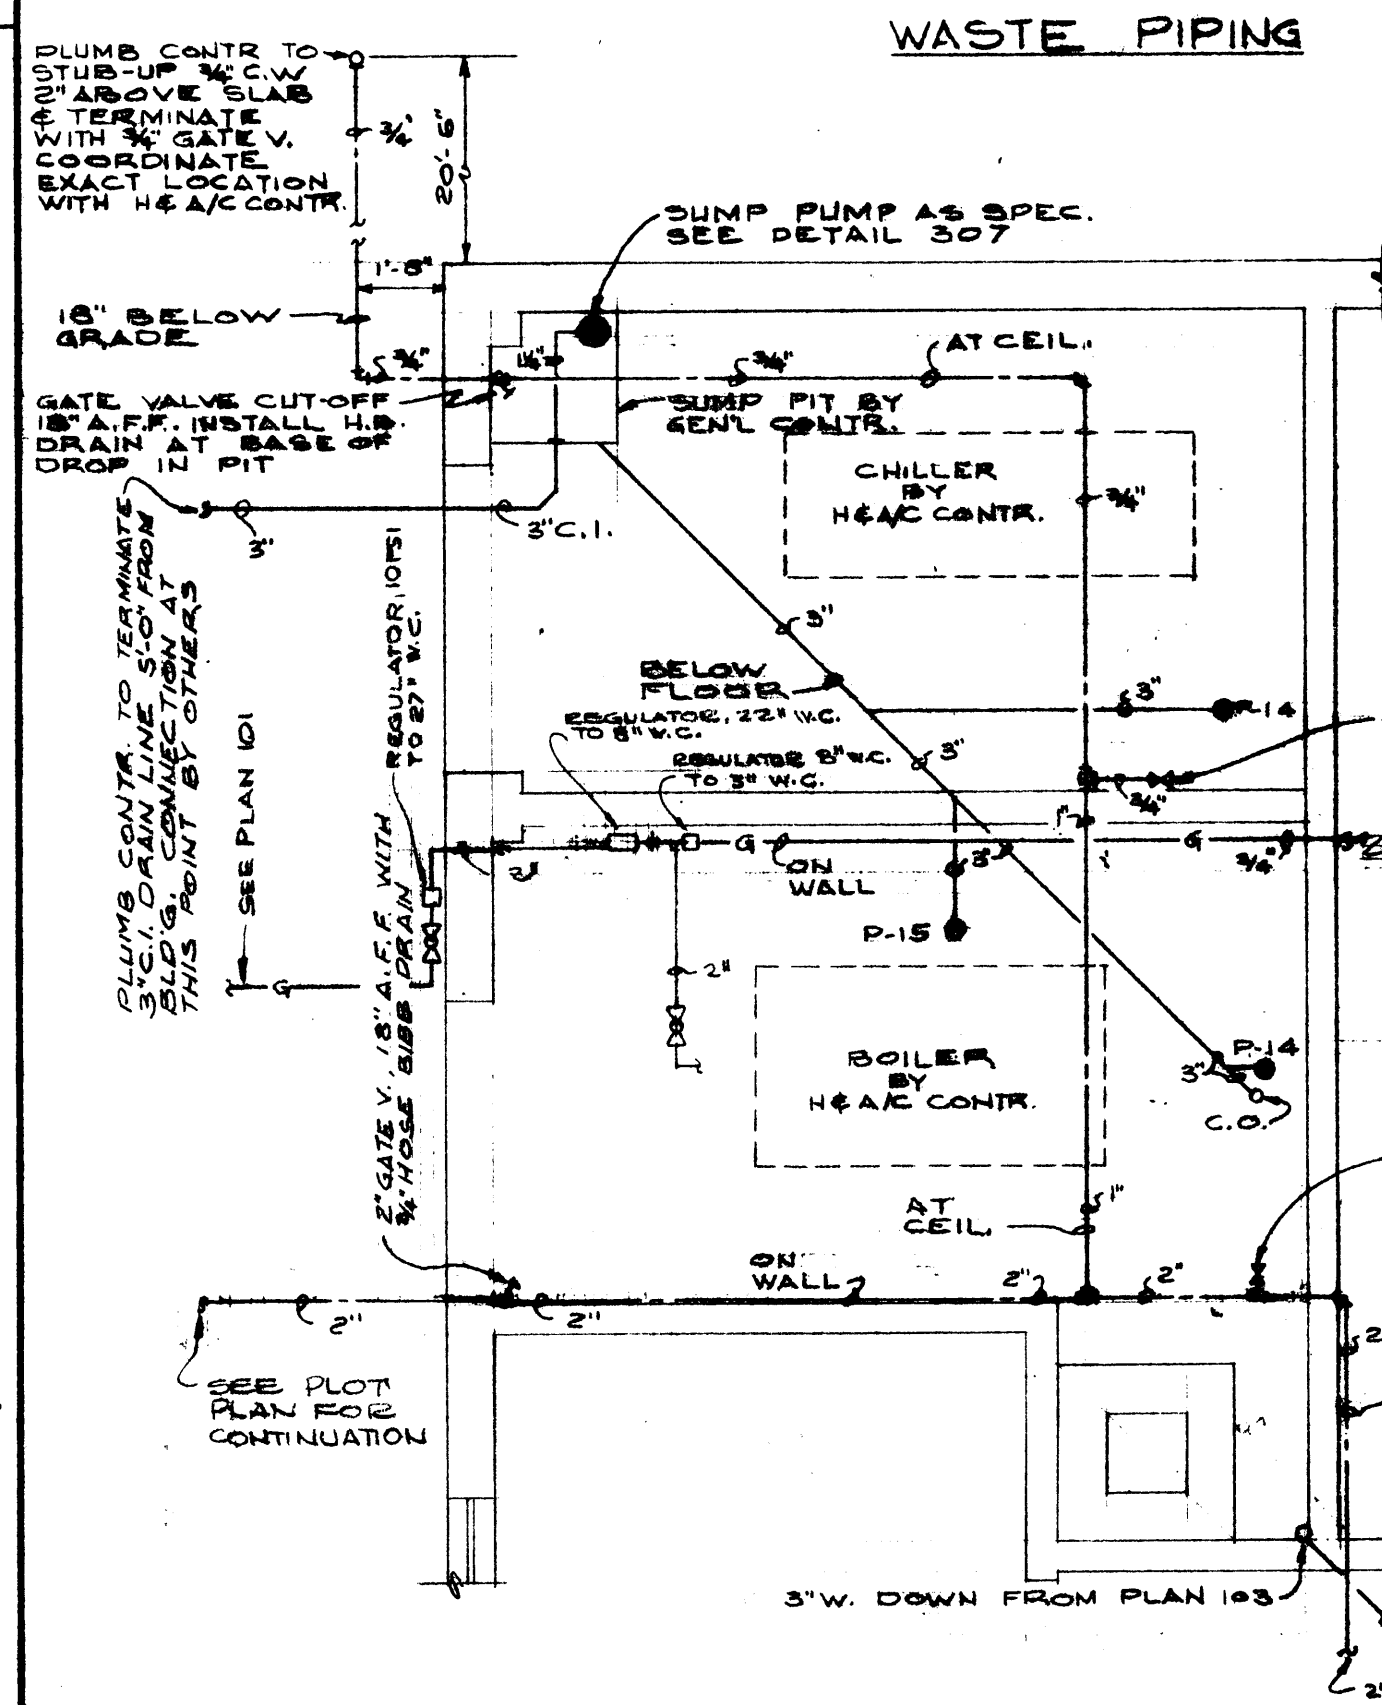 WASTE PIPING
PLUMB CONTR TO
STUB-UP 3/4" C.W
2" ABOVE SLAB
& TERMINATE
WITH 3/4" GATE V.
COORDINATE
EXACT LOCATION
WITH H & A/C CONTR.
3/4"
20'-6"
SUMP PUMP AS SPEC.
SEE DETAIL 307
1'-8"
18" BELOW
GRADE
3/4"
1 1/4"
3/4"
AT CEIL.
GATE VALVE CUT-OFF
18" A.F.F. INSTALL H.B.
DRAIN AT BASE OF
DROP IN PIT
SUMP PIT BY
GEN'L CONTR.
CHILLER
BY
H & A/C CONTR.
3/4"
3"
3" C.I.
PLUMB CONTR. TO TERMINATE
3" C.I. DRAIN LINE 5'-0" FROM
BLD'G. CONNECTION AT
THIS POINT BY OTHERS
SEE PLAN 101
REGULATOR, 10 PSI
TO 27" W.C.
3"
BELOW
FLOOR
3"
P-14
REGULATOR, 22" W.C.
TO 8" W.C.
3"
REGULATOR 8" W.C.
TO 3" W.C.
3/4"
1"
2"
G
ON
WALL
3"
G
3/4"
P-15
G
2"
2" GATE V., 18" A.F.F. WITH
3/4" HOSE BIBB DRAIN
BOILER
BY
H & A/C CONTR.
P-14
3"
C.O.
1"
AT
CEIL.
ON
WALL
2"
2"
2"
2"
2
SEE PLOT
PLAN FOR
CONTINUATION
3" W. DOWN FROM PLAN 103
2"